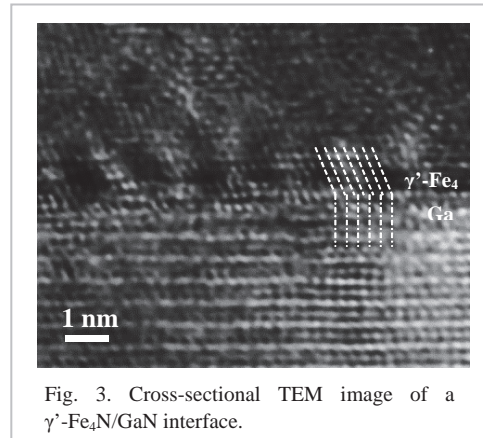 γ’-Fe₄
Ga
1 nm
Fig. 3. Cross-sectional TEM image of a
γ’-Fe₄N/GaN interface.